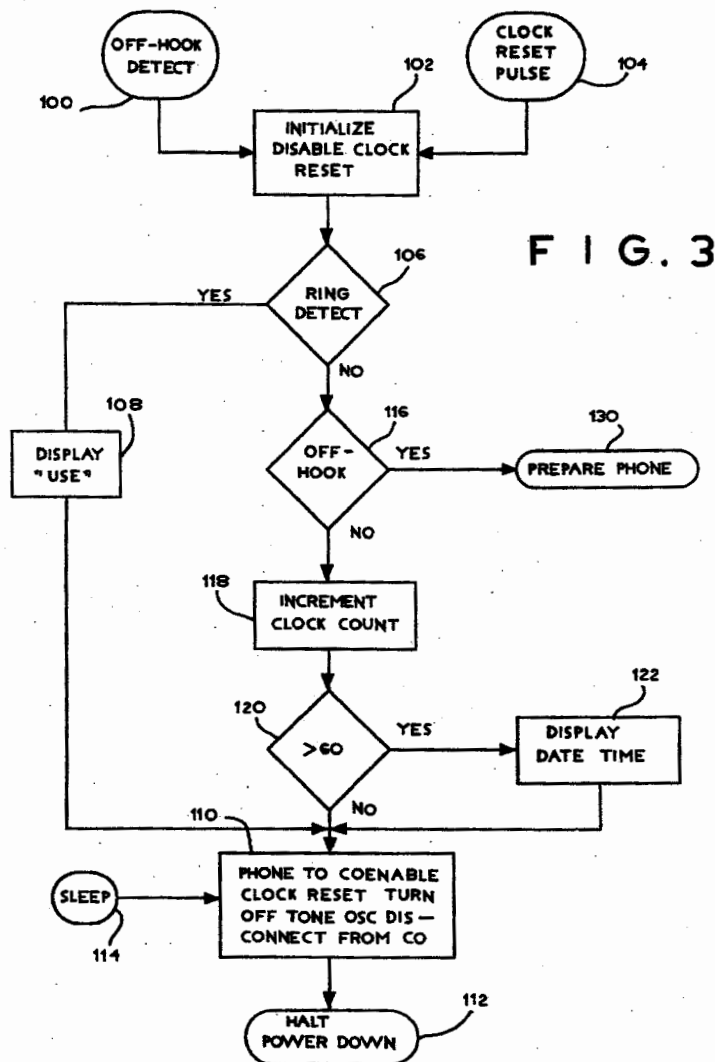 OFF-HOOK
DETECT
100
CLOCK
RESET
PULSE
104
102
INITIALIZE
DISABLE CLOCK
RESET
FIG. 3
106
YES
RING
DETECT
NO
108
DISPLAY
"USE"
116
OFF-
HOOK
YES
130
PREPARE PHONE
NO
118
INCREMENT
CLOCK COUNT
120
>60
YES
122
DISPLAY
DATE TIME
NO
110
PHONE TO COENABLE
CLOCK RESET TURN
OFF TONE OSC DIS-
CONNECT FROM CO
SLEEP
114
HALT
POWER DOWN
112